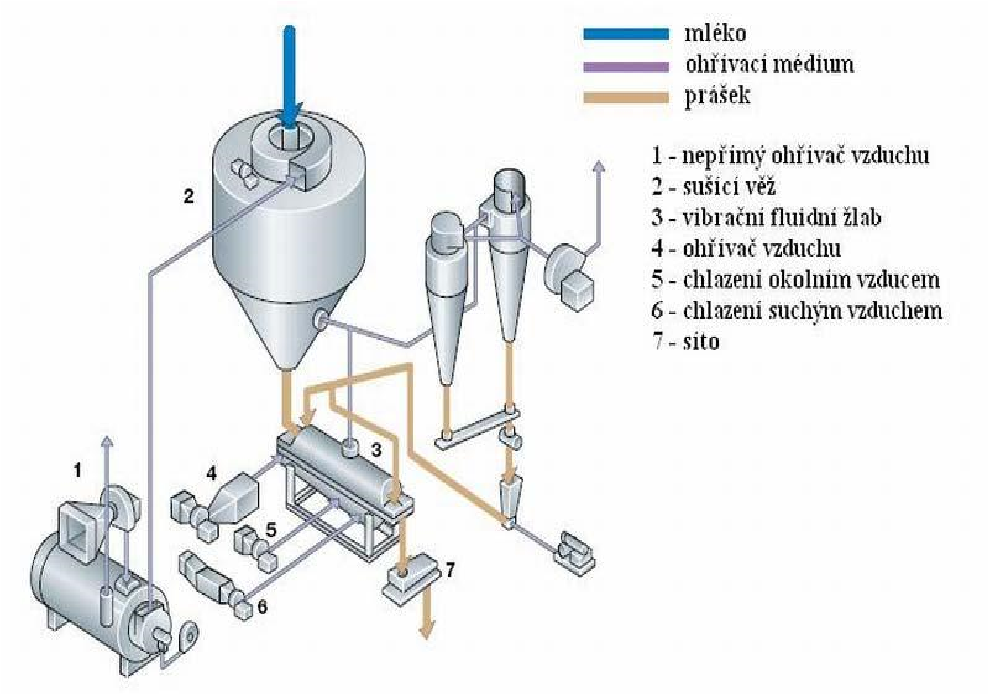 mléko
ohřívací médium
prášek
1 - nepřímý ohřívač vzduchu
2 - sušící věž
3 - vibrační fluidní žlab
4 - ohřívač vzduchu
5 - chlazení okolním vzducem
6 - chlazení suchým vzduchem
7 - síto
2
3
1
4
5
7
6